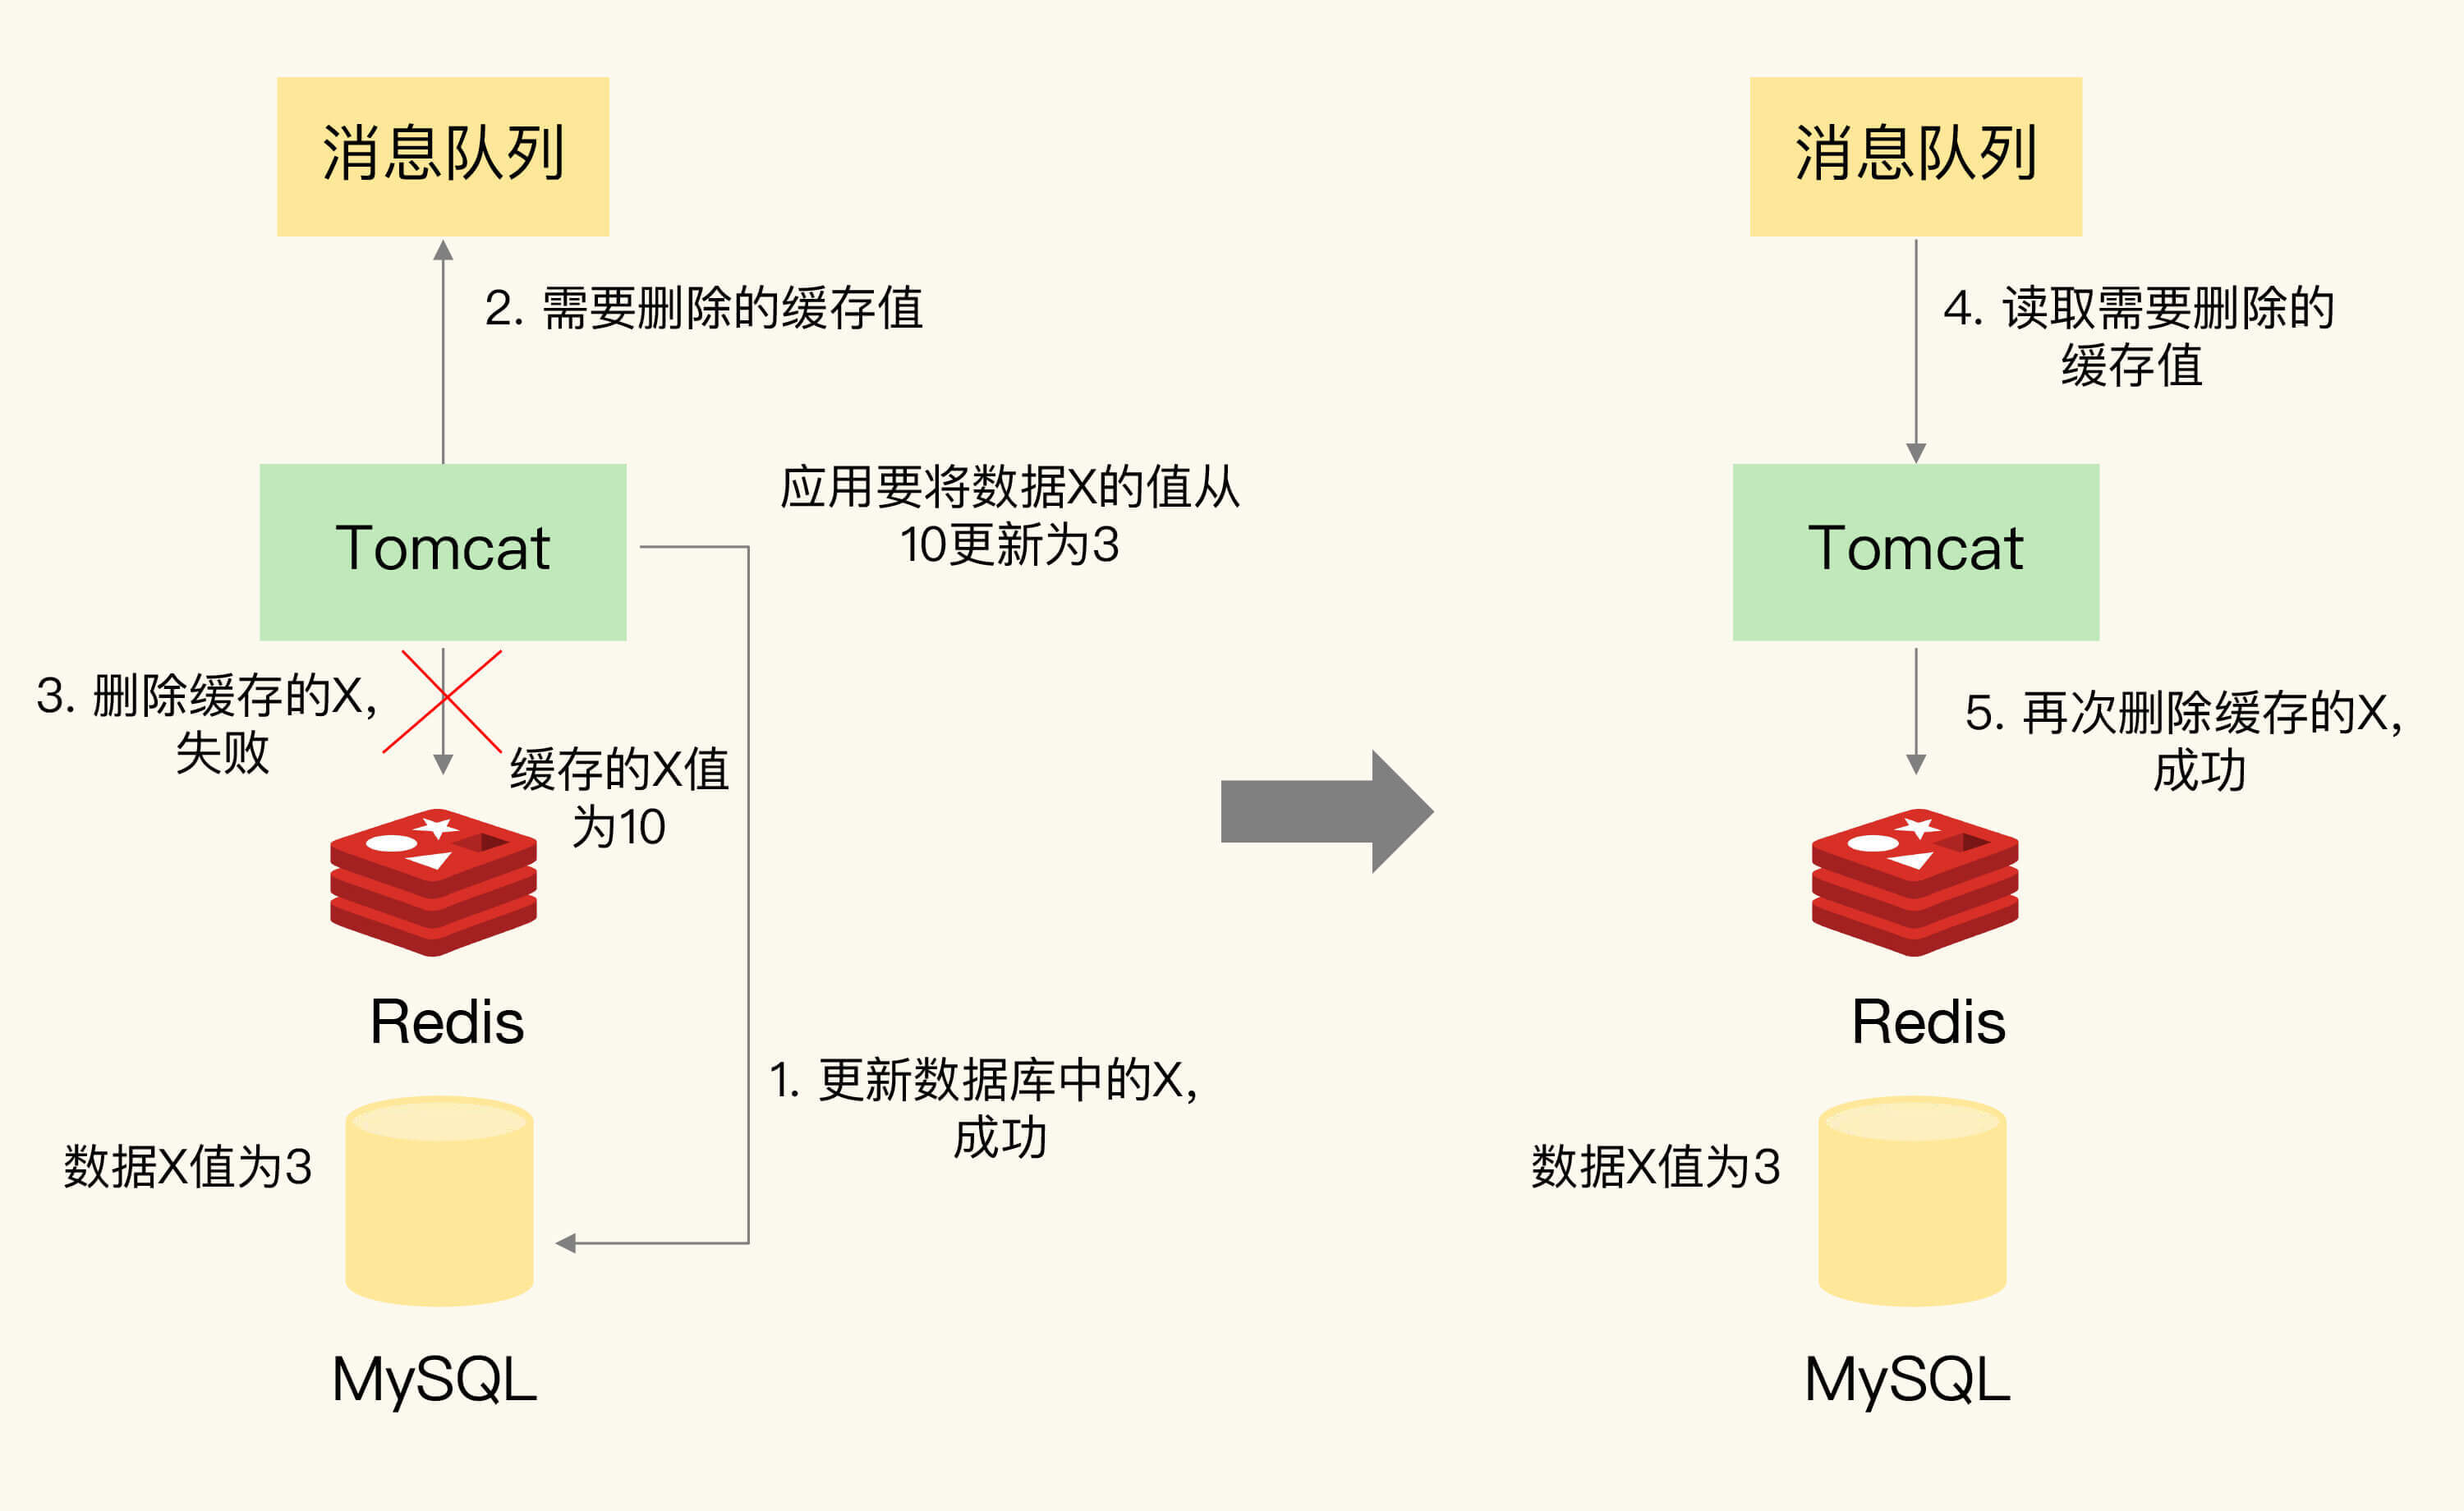 消息队列
2. 需要删除的缓存值
Tomcat
应用要将数据X的值从
10更新为3
3. 删除缓存的X,
失败
缓存的X值
为10
Redis
1. 更新数据库中的X,
成功
数据X值为3
MySQL
消息队列
4. 读取需要删除的
缓存值
Tomcat
5. 再次删除缓存的X,
成功
Redis
数据X值为3
MySQL